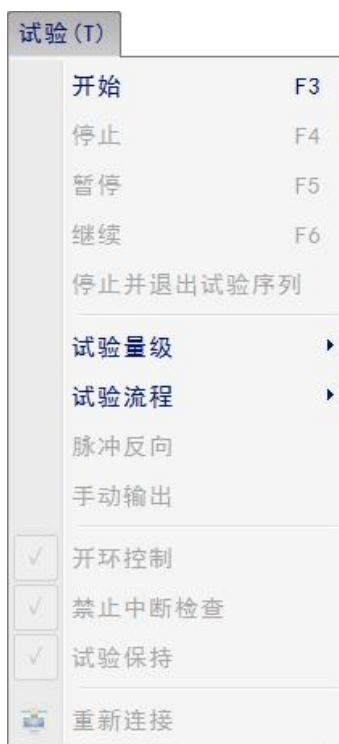 试验(T)
开始 F3
停止 F4
暂停 F5
继续 F6
停止并退出试验序列
试验量级
试验流程
脉冲反向
手动输出
开环控制
禁止中断检查
试验保持
重新连接